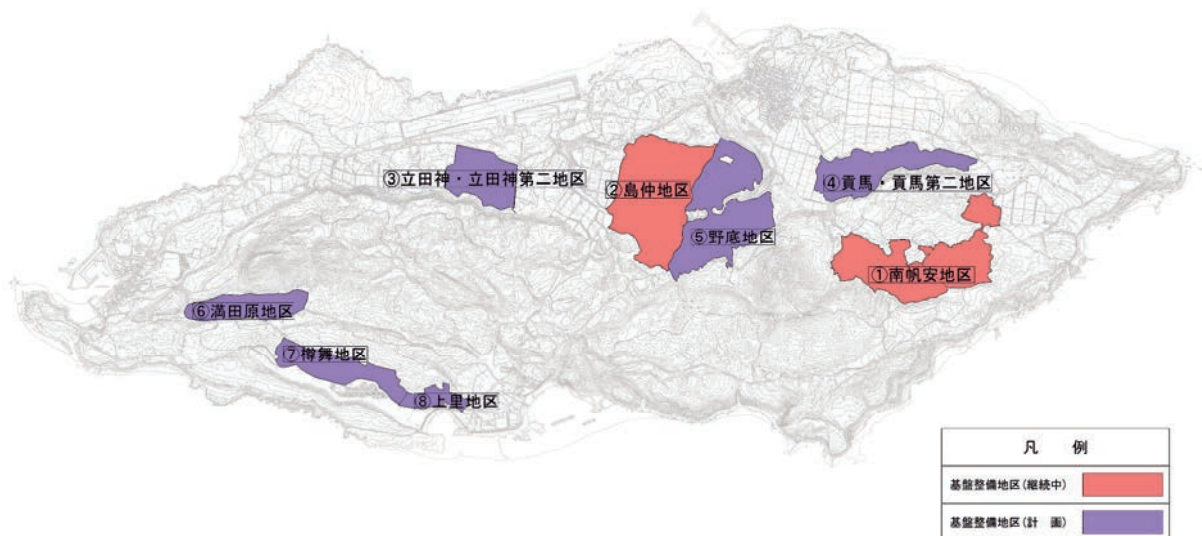 ③立田神・立田神第二地区
②島仲地区
④貢馬・貢馬第二地区
⑤野底地区
①南帆安地区
⑥満田原地区
⑦樽舞地区
⑧上里地区
凡 例
基盤整備地区(継続中)
基盤整備地区(計 画)